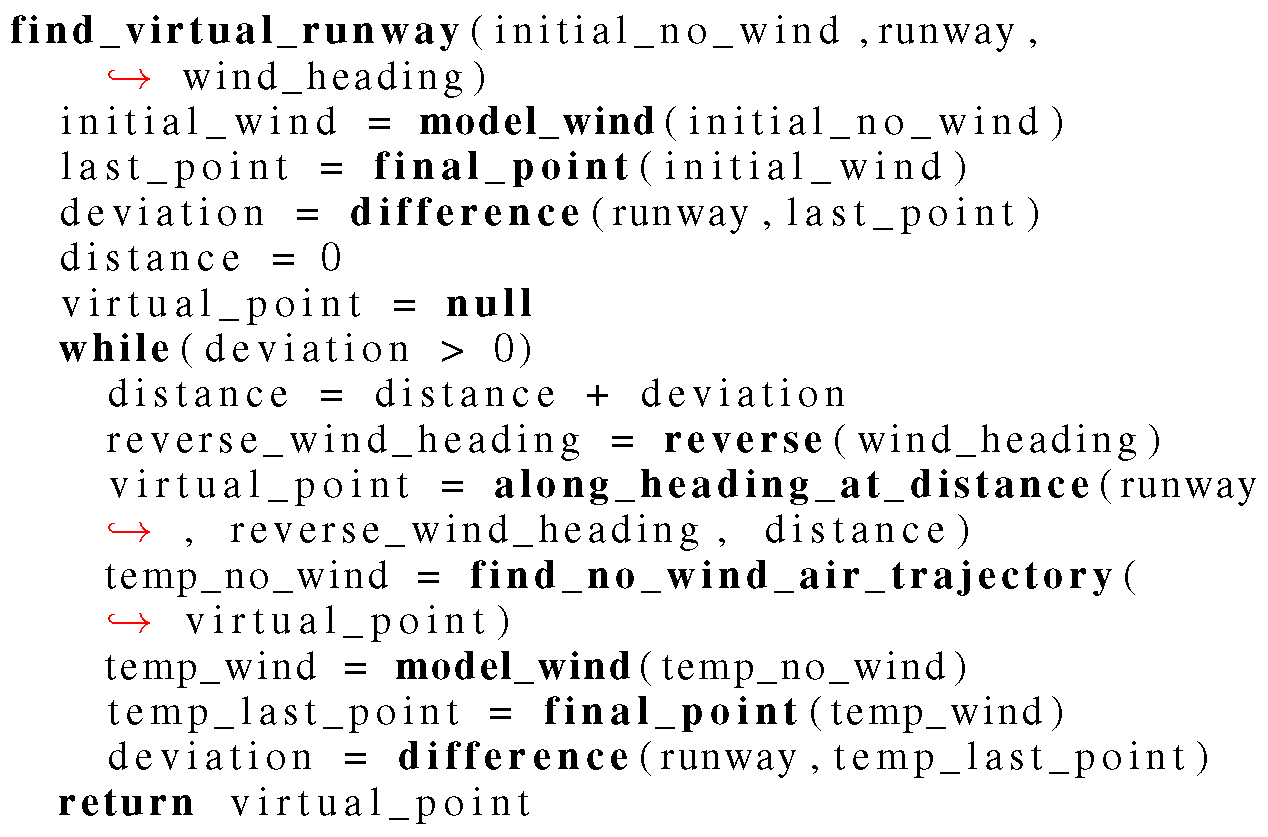 find_virtual_runway(initial_no_wind,runway,
↪ wind_heading)
initial_wind = model_wind(initial_no_wind)
last_point = final_point(initial_wind)
deviation = difference(runway,last_point)
distance = 0
virtual_point = null
while(deviation > 0)
distance = distance + deviation
reverse_wind_heading = reverse(wind_heading)
virtual_point = along_heading_at_distance(runway
↪ , reverse_wind_heading, distance)
temp_no_wind = find_no_wind_air_trajectory(
↪ virtual_point)
temp_wind = model_wind(temp_no_wind)
temp_last_point = final_point(temp_wind)
deviation = difference(runway,temp_last_point)
return virtual_point